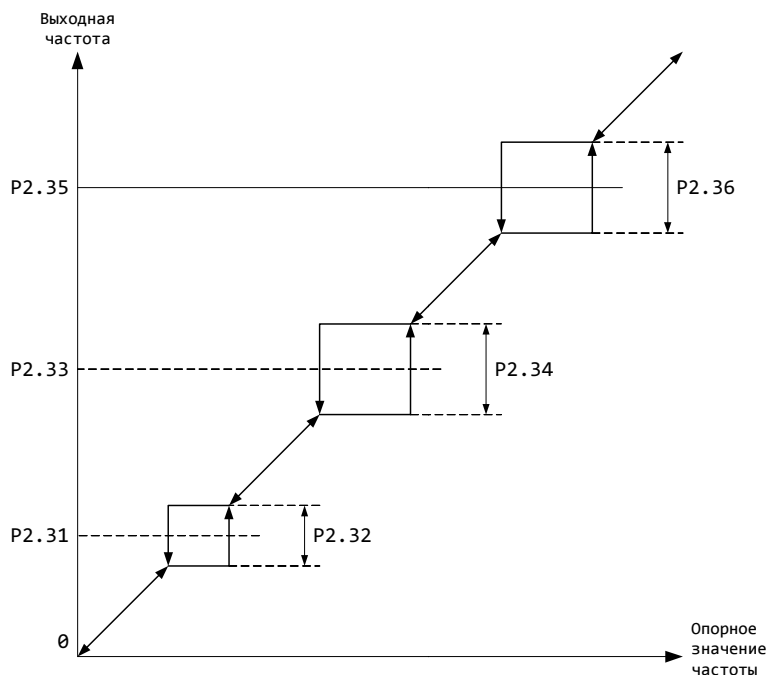 Выходная
частота
P2.35
P2.36
P2.33
P2.34
P2.31
P2.32
0
Опорное
значение
частоты